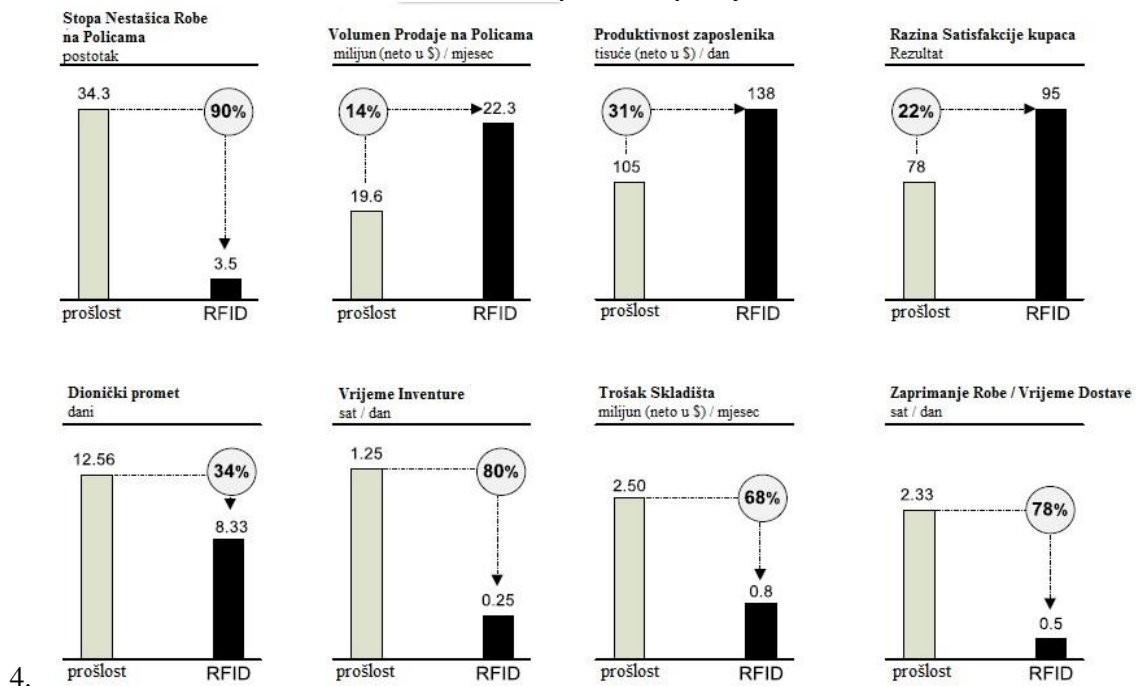 Stopa Nestašica Robe
na Policama
postotak
34.3
90%
3.5
prošlost RFID
Volumen Prodaje na Policama
milijun (neto u $) / mjesec
14%
22.3
19.6
prošlost RFID
Produktivnost zaposlenika
tisuće (neto u $) / dan
138
31%
105
prošlost RFID
Razina Satisfakcije kupaca
Rezultat
95
22%
78
prošlost RFID
Dionički promet
dani
12.56
34%
8.33
prošlost RFID
Vrijeme Inventure
sat / dan
1.25
80%
0.25
prošlost RFID
Trošak Skladišta
milijun (neto u $) / mjesec
2.50
68%
0.8
prošlost RFID
Zaprimanje Robe / Vrijeme Dostave
sat / dan
2.33
78%
0.5
prošlost RFID
4.